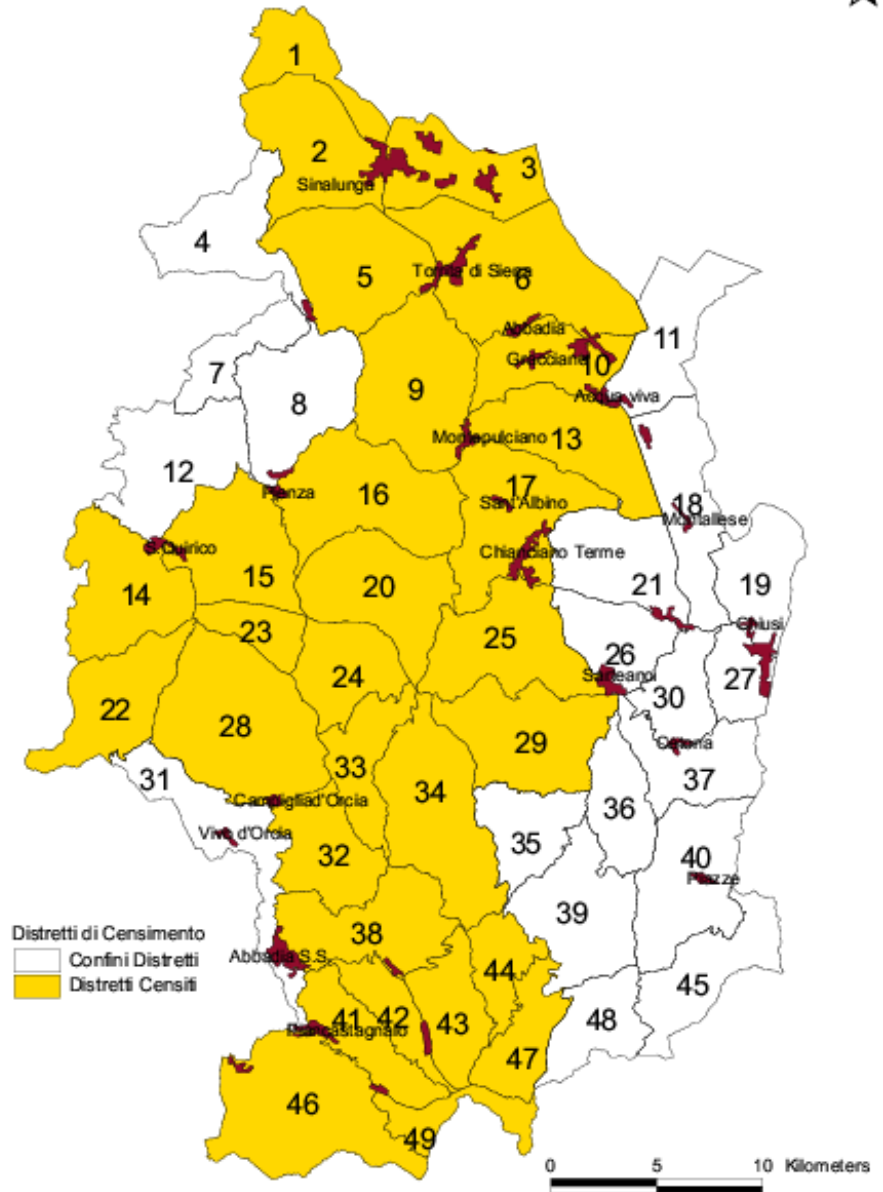 1
2
3
Sinalunga
4
5
Torrita di Siena
6
Abbadia
11
Gracciano
10
7
8
9
Acqua viva
Montepulciano
13
12
Pienza
16
17
Sant'Albino
18
Montallese
S.Quirico
Chianciano Terme
14
15
20
21
19
Chiusi
23
25
26
Sarteano
30
27
24
22
28
29
Cetona
31
33
34
37
36
Campigliad'Orcia
Vivo d'Orcia
32
35
40
Piazze
39
Distretti di Censimento
Confini Distretti
Distretti Censiti
38
Abbadia S.S.
44
45
41
42
43
48
Piancastagnaio
47
46
49
0 5 10 Kilometers